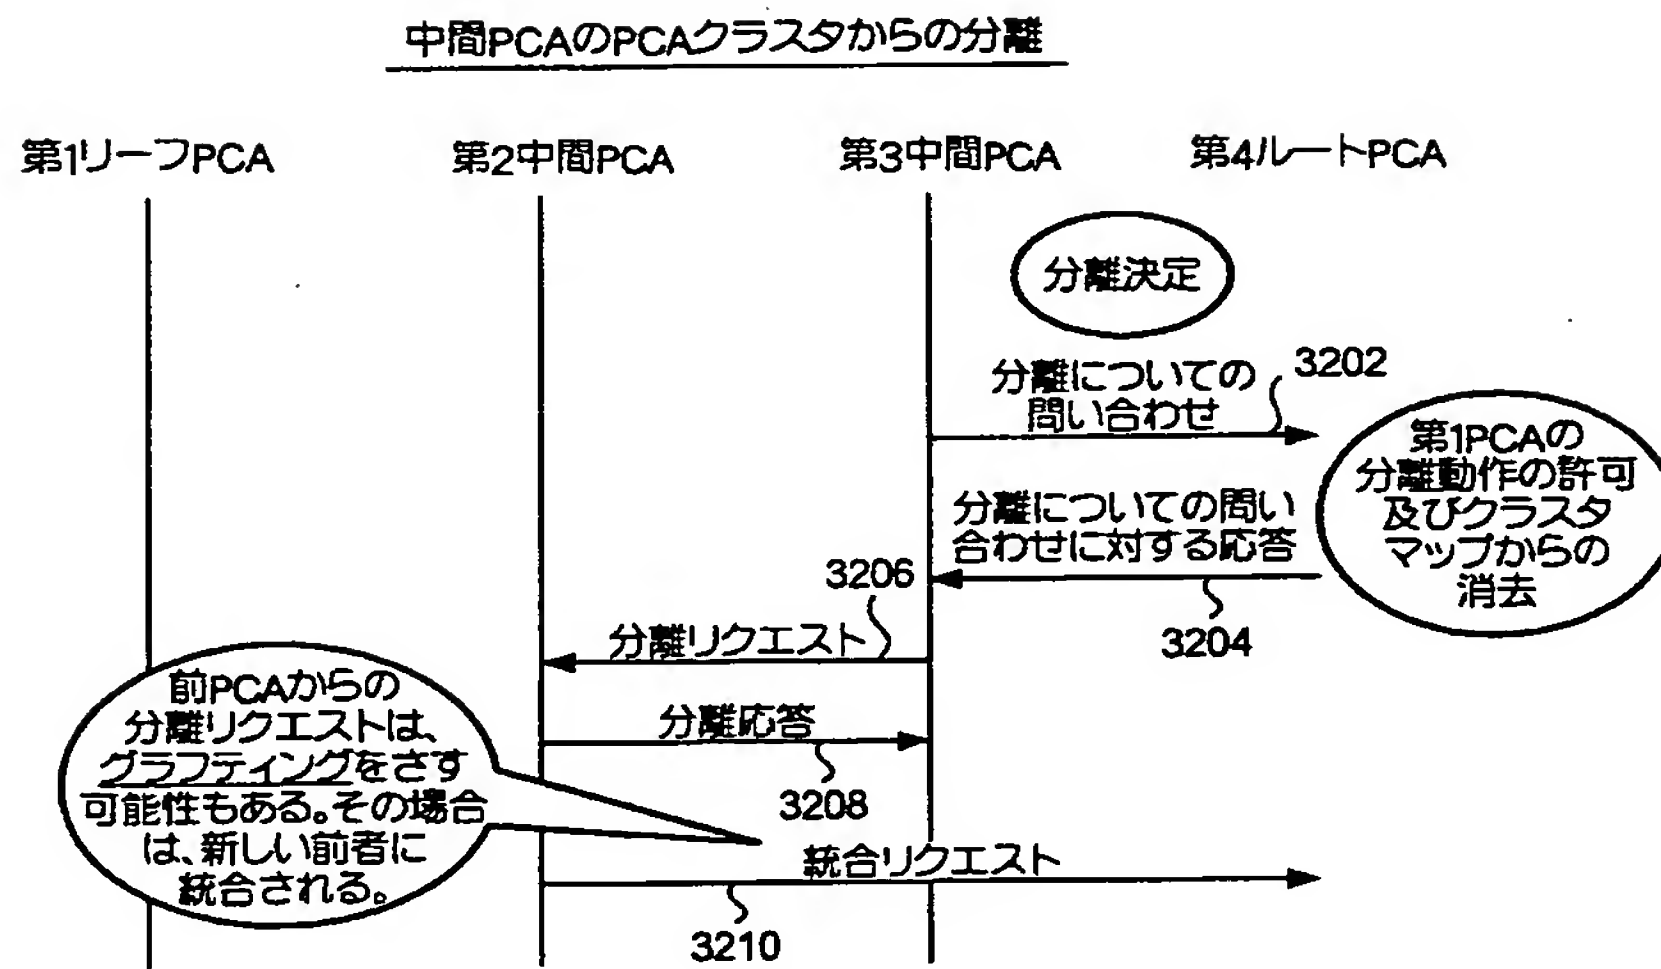 中間PCAのPCAクラスタからの分離
第1リーフPCA
第2中間PCA
第3中間PCA
第4ルートPCA
分離決定
分離についての
問い合わせ
3202
第1PCAの
分離動作の許可
及びクラスタ
マップからの
消去
分離についての問い
合わせに対する応答
3204
3206
分離リクエスト
前PCAからの
分離リクエストは、
グラフティングをさす
可能性もある。その場合
は、新しい前者に
統合される。
分離応答
3208
統合リクエスト
3210